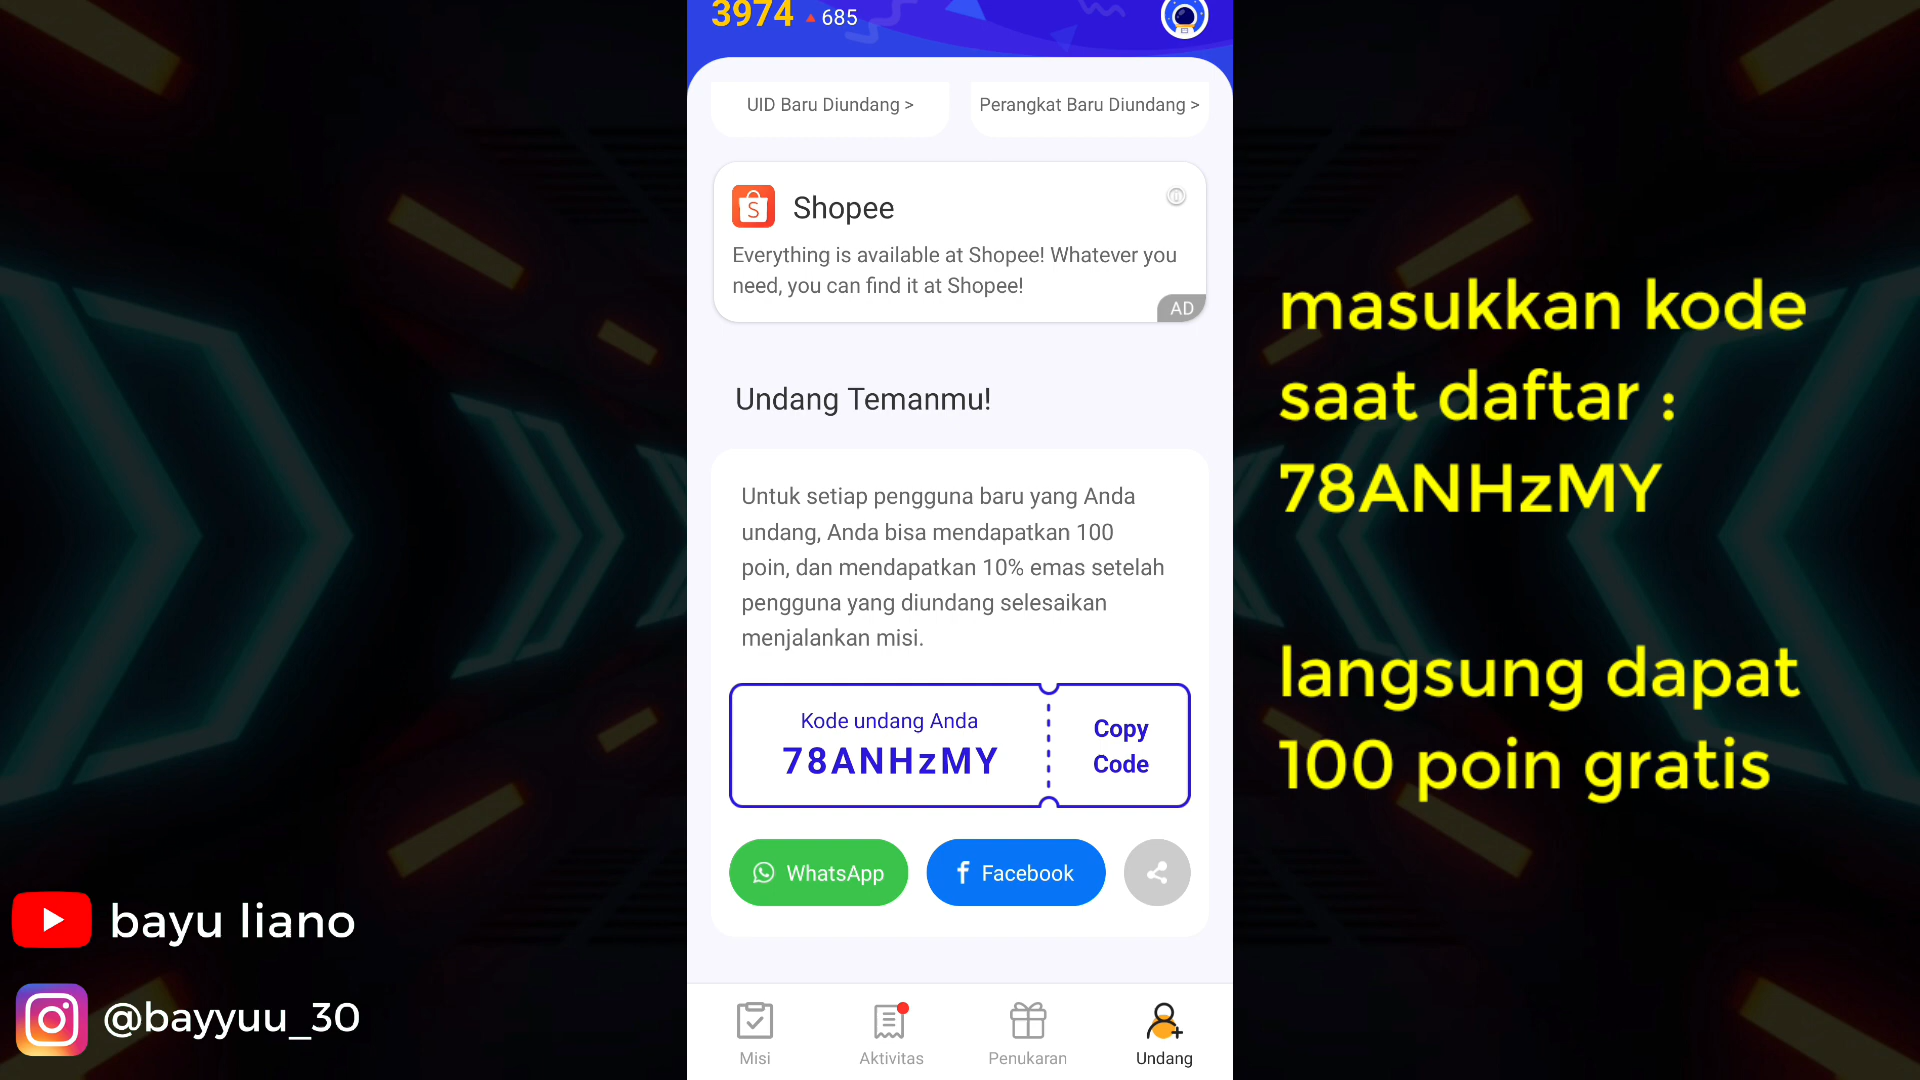 3974 685
UID Baru Diundang >
Perangkat Baru Diundang >
Shopee
Everything is available at Shopee! Whatever you
need, you can find it at Shopee!
AD
Undang Temanmu!
Untuk setiap pengguna baru yang Anda
undang, Anda bisa mendapatkan 100
poin, dan mendapatkan 10% emas setelah
pengguna yang diundang selesaikan
menjalankan misi.
Kode undang Anda
78ANHzMY
Copy
Code
WhatsApp
Facebook
Misi
Aktivitas
Penukaran
Undang
masukkan kode
saat daftar :
78ANHzMY
langsung dapat
100 poin gratis
bayu liano
@bayyuu_30